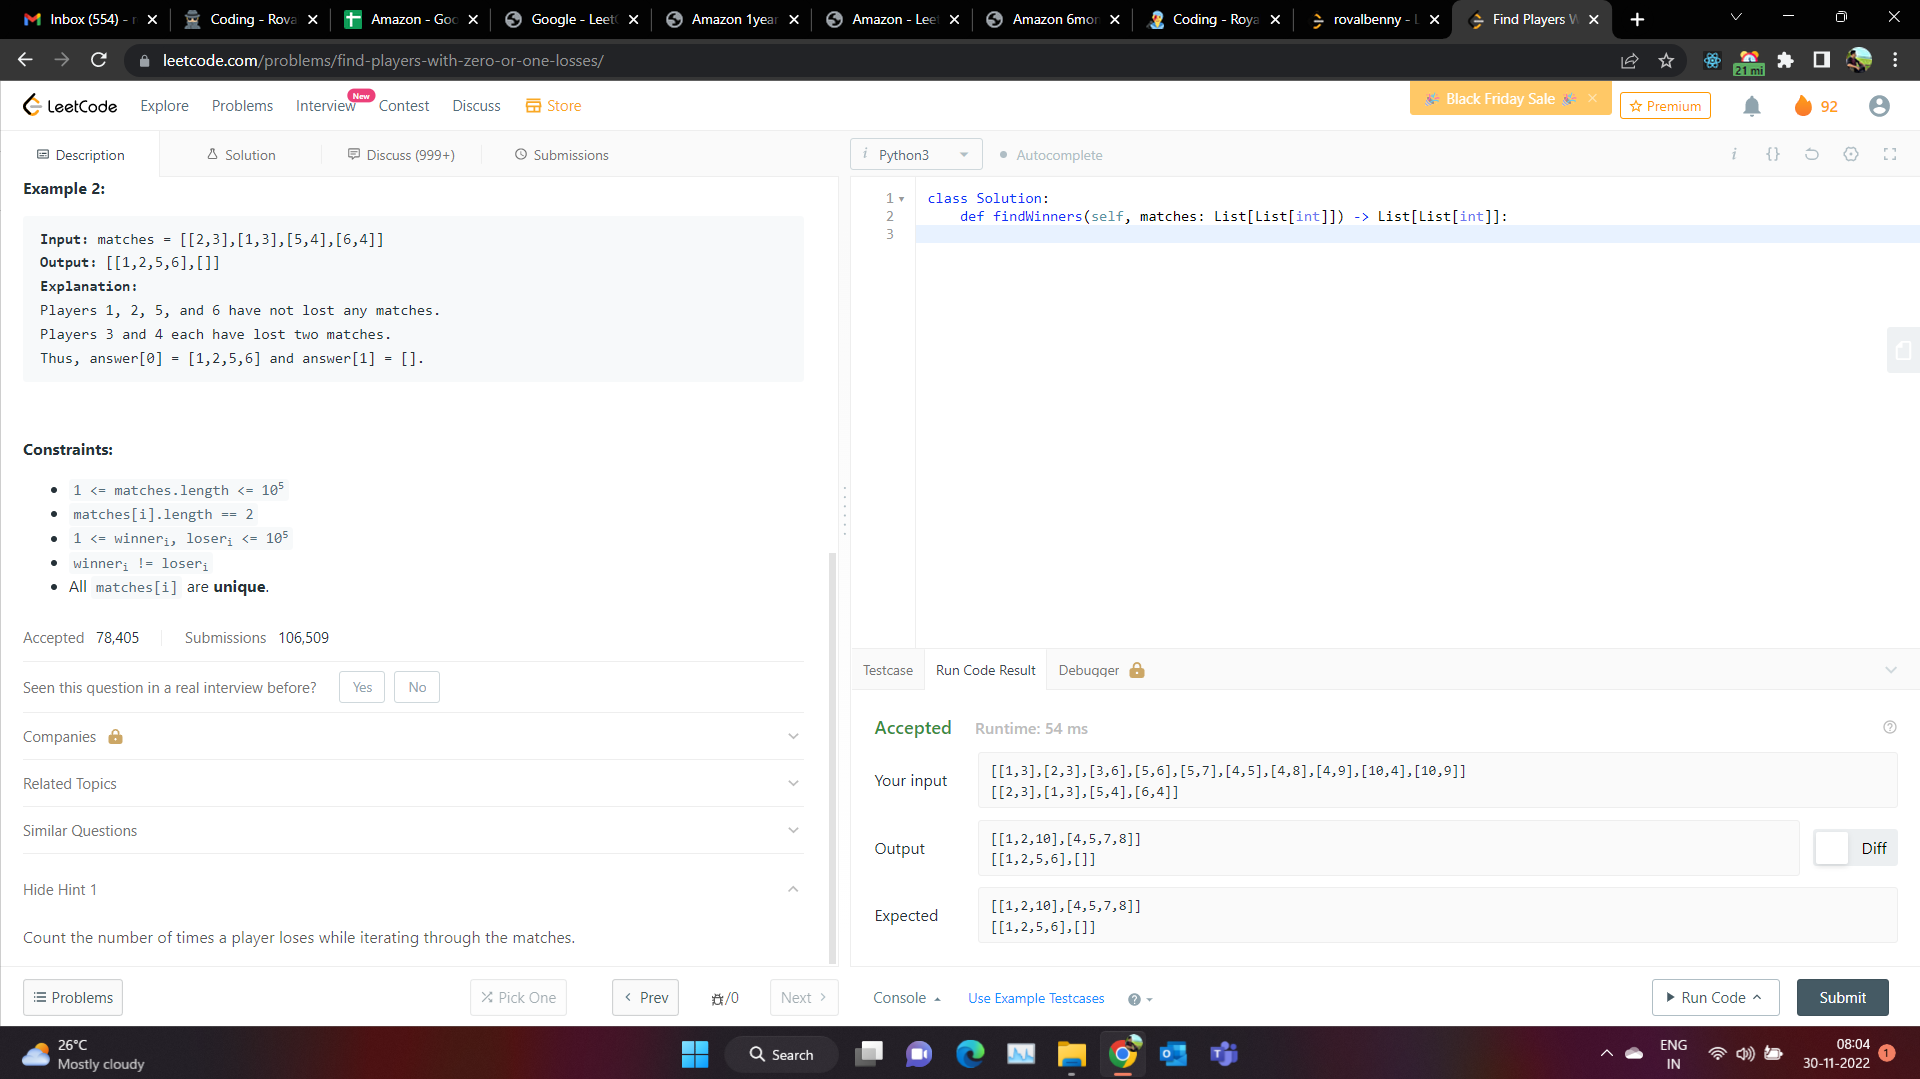 Inbox (554) - r
Coding - Rova
Amazon - Goo
Google - Leet
Amazon 1year
Amazon - Lee
Amazon 6mon
Coding - Roya
rovalbenny - L
Find Players W
leetcode.com/problems/find-players-with-zero-or-one-losses/
21 mi
LeetCode
Explore
Problems
Interview
New
Contest
Discuss
Store
Black Friday Sale
Premium
92
Description
Solution
Discuss (999+)
Submissions
i Python3
Autocomplete
i {}
Example 2:
Input: matches = [[2,3],[1,3],[5,4],[6,4]]
Output: [[1,2,5,6],[]]
Explanation:
Players 1, 2, 5, and 6 have not lost any matches.
Players 3 and 4 each have lost two matches.
Thus, answer[0] = [1,2,5,6] and answer[1] = [].
Constraints:
1 <= matches.length <= 10⁵
matches[i].length == 2
1 <= winnerᵢ, loserᵢ <= 10⁵
winnerᵢ != loserᵢ
All matches[i] are unique.
Accepted 78,405 Submissions 106,509
Seen this question in a real interview before? Yes No
Companies
Related Topics
Similar Questions
Hide Hint 1
Count the number of times a player loses while iterating through the matches.
Problems
Pick One
Prev
/0
Next
1 class Solution:
2 def findWinners(self, matches: List[List[int]]) -> List[List[int]]:
3
Testcase
Run Code Result
Debugger
Accepted Runtime: 54 ms
Your input
[[1,3],[2,3],[3,6],[5,6],[5,7],[4,5],[4,8],[4,9],[10,4],[10,9]]
[[2,3],[1,3],[5,4],[6,4]]
Output
[[1,2,10],[4,5,7,8]]
[[1,2,5,6],[]]
Diff
Expected
[[1,2,10],[4,5,7,8]]
[[1,2,5,6],[]]
Console
Use Example Testcases
Run Code
Submit
26°C
Mostly cloudy
Search
ENG
IN
08:04
30-11-2022
1